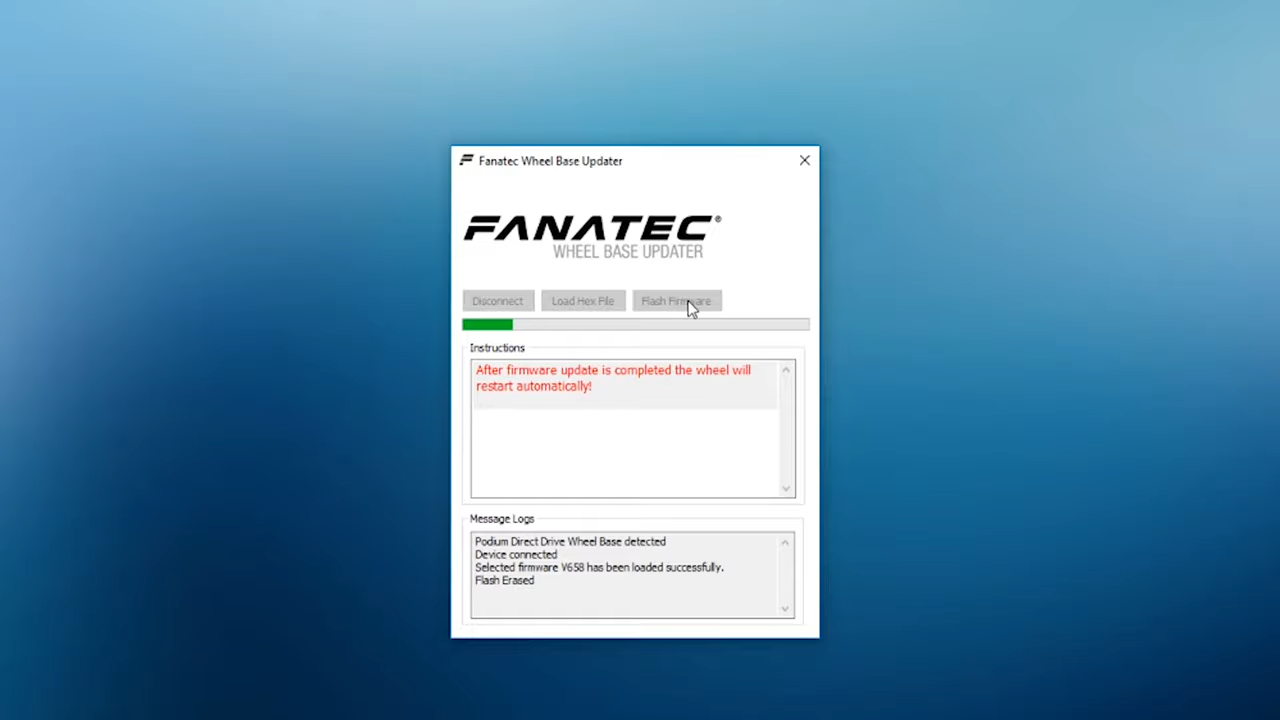 Fanatec Wheel Base Updater
FANATEC®
WHEEL BASE UPDATER
Disconnect
Load Hex File
Flash Firmware
Instructions
After firmware update is completed the wheel will
restart automatically!
Message Logs
Podium Direct Drive Wheel Base detected
Device connected
Selected firmware V658 has been loaded successfully.
Flash Erased